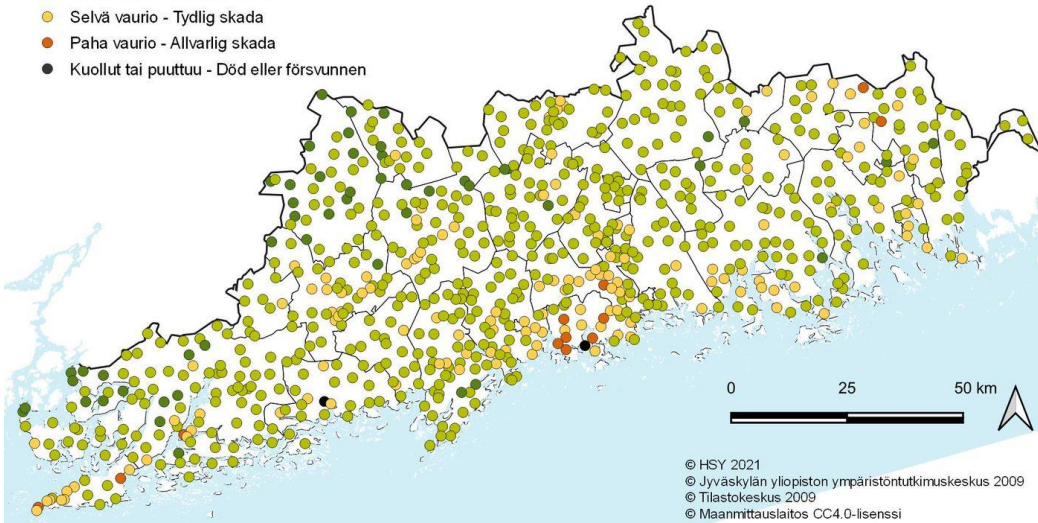 Selvä vaurio - Tydlig skada
Paha vaurio - Allvarlig skada
Kuollut tai puuttuu - Död eller försvunnen
0 25 50 km
© HSY 2021
© Jyväskylän yliopiston ympäristöntutkimuskeskus 2009
© Tilastokeskus 2009
© Maanmittauslaitos CC4.0-lisenssi